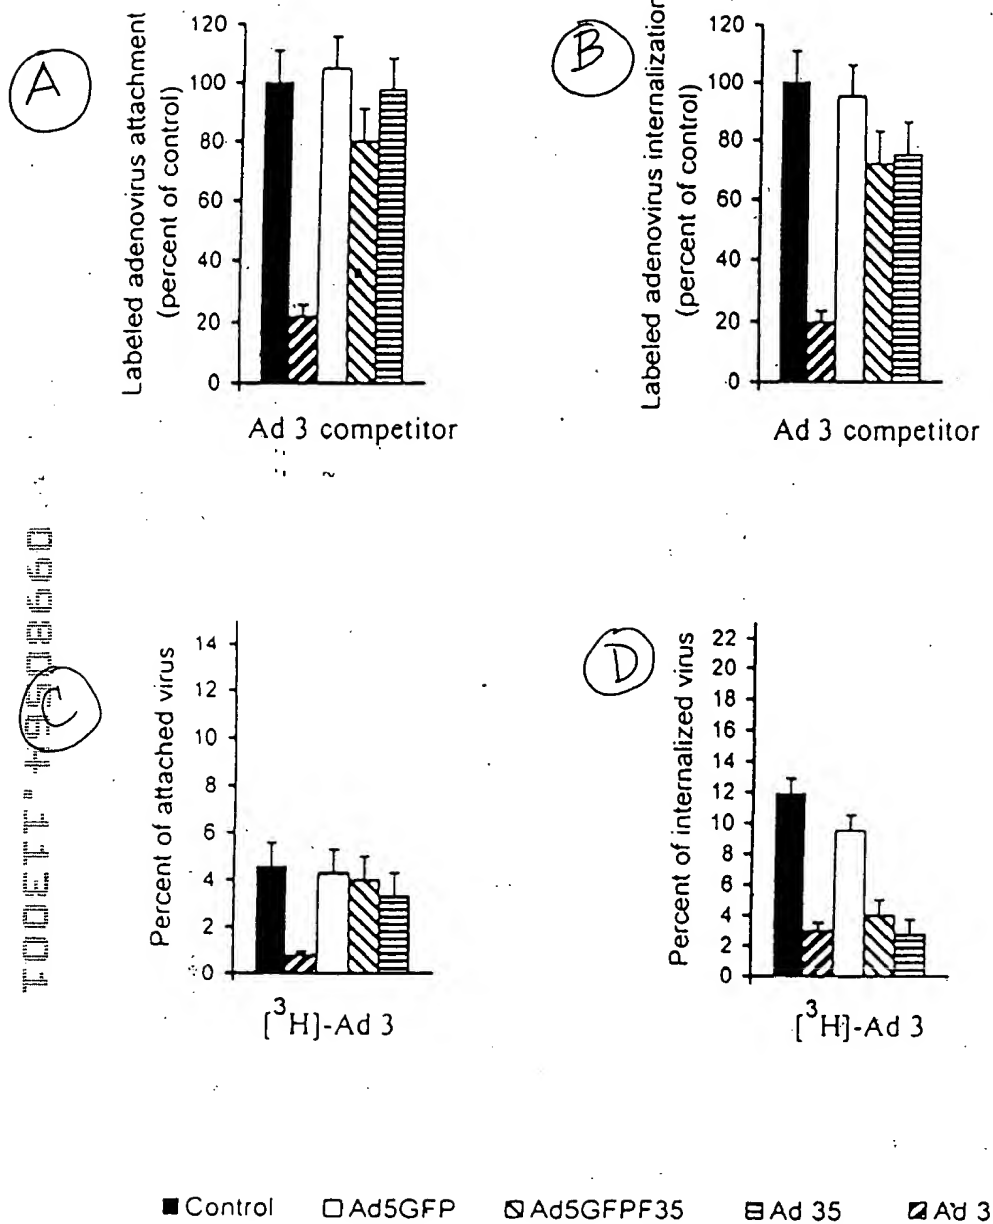 A
Labeled adenovirus attachment
(percent of control)
120
100
80
60
40
20
0
Ad 3 competitor
B
Labeled adenovirus internalization
(percent of control)
120
100
80
60
40
20
0
Ad 3 competitor
C
Percent of attached virus
14
12
10
8
6
4
2
0
[³H]-Ad 3
D
Percent of internalized virus
22
20
18
16
14
12
10
8
6
4
2
0
[³H]-Ad 3
Control
Ad5GFP
Ad5GFPF35
Ad 35
Ad 3